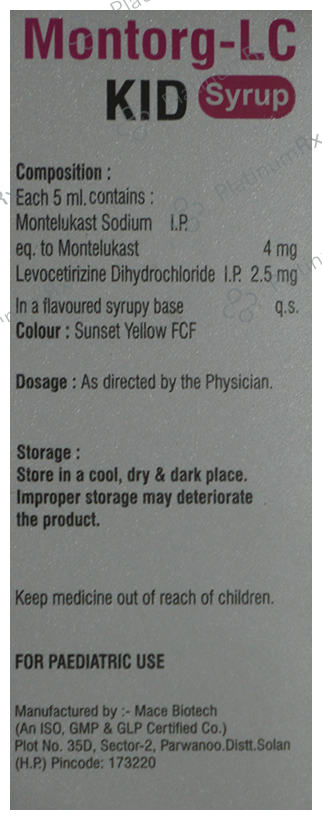 Montorg-LC
KID Syrup
Composition :
Each 5 ml. contains :
Montelukast Sodium I.P.
eq. to Montelukast 4 mg
Levocetirizine Dihydrochloride I.P. 2.5 mg
In a flavoured syrupy base q.s.
Colour : Sunset Yellow FCF
Dosage : As directed by the Physician.
Storage :
Store in a cool, dry & dark place.
Improper storage may deteriorate
the product.
Keep medicine out of reach of children.
FOR PAEDIATRIC USE
Manufactured by :- Mace Biotech
(An ISO, GMP & GLP Certified Co.)
Plot No. 35D, Sector-2, Parwanoo.Distt.Solan
(H.P.) Pincode: 173220
PlatinumRx